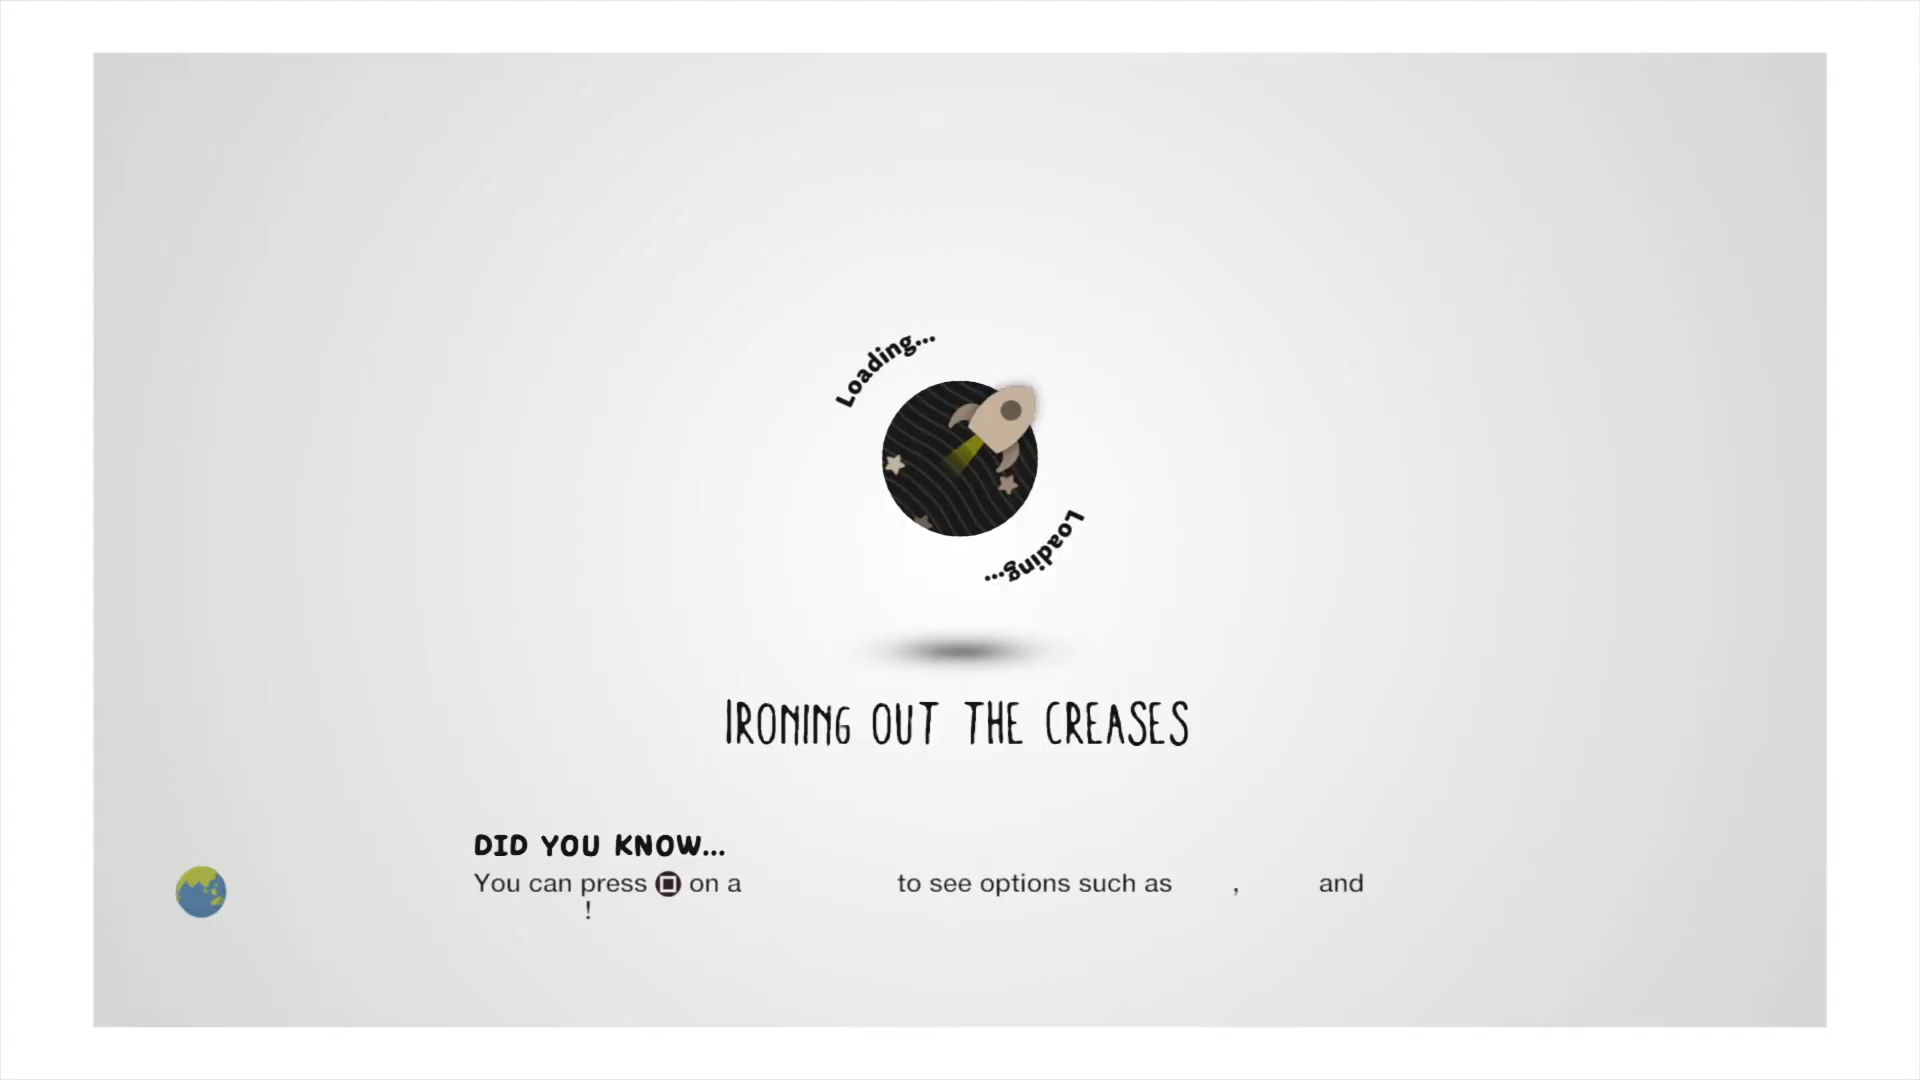 Loading...
Loading...
IRONING OUT THE CREASES
DID YOU KNOW...
You can press on a to see options such as , and
!